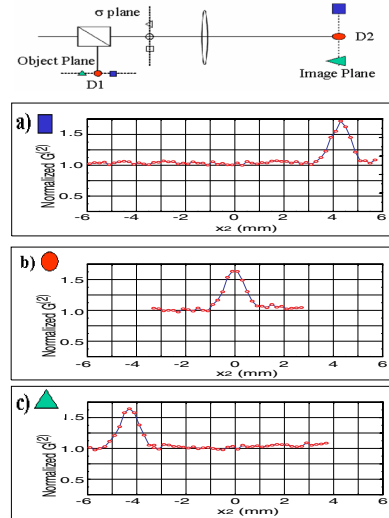 σ plane
D2
Object Plane
D1
Image Plane
a)
Normalized G(2)
1.5
1.0
0.5
-6 -4 -2 0 2 4 6
x2 (mm)
b)
Normalized G(2)
1.5
1.0
0.5
-6 -4 -2 0 2 4 6
x2 (mm)
c)
Normalized G(2)
1.5
1.0
0.5
-6 -4 -2 0 2 4 6
x2 (mm)